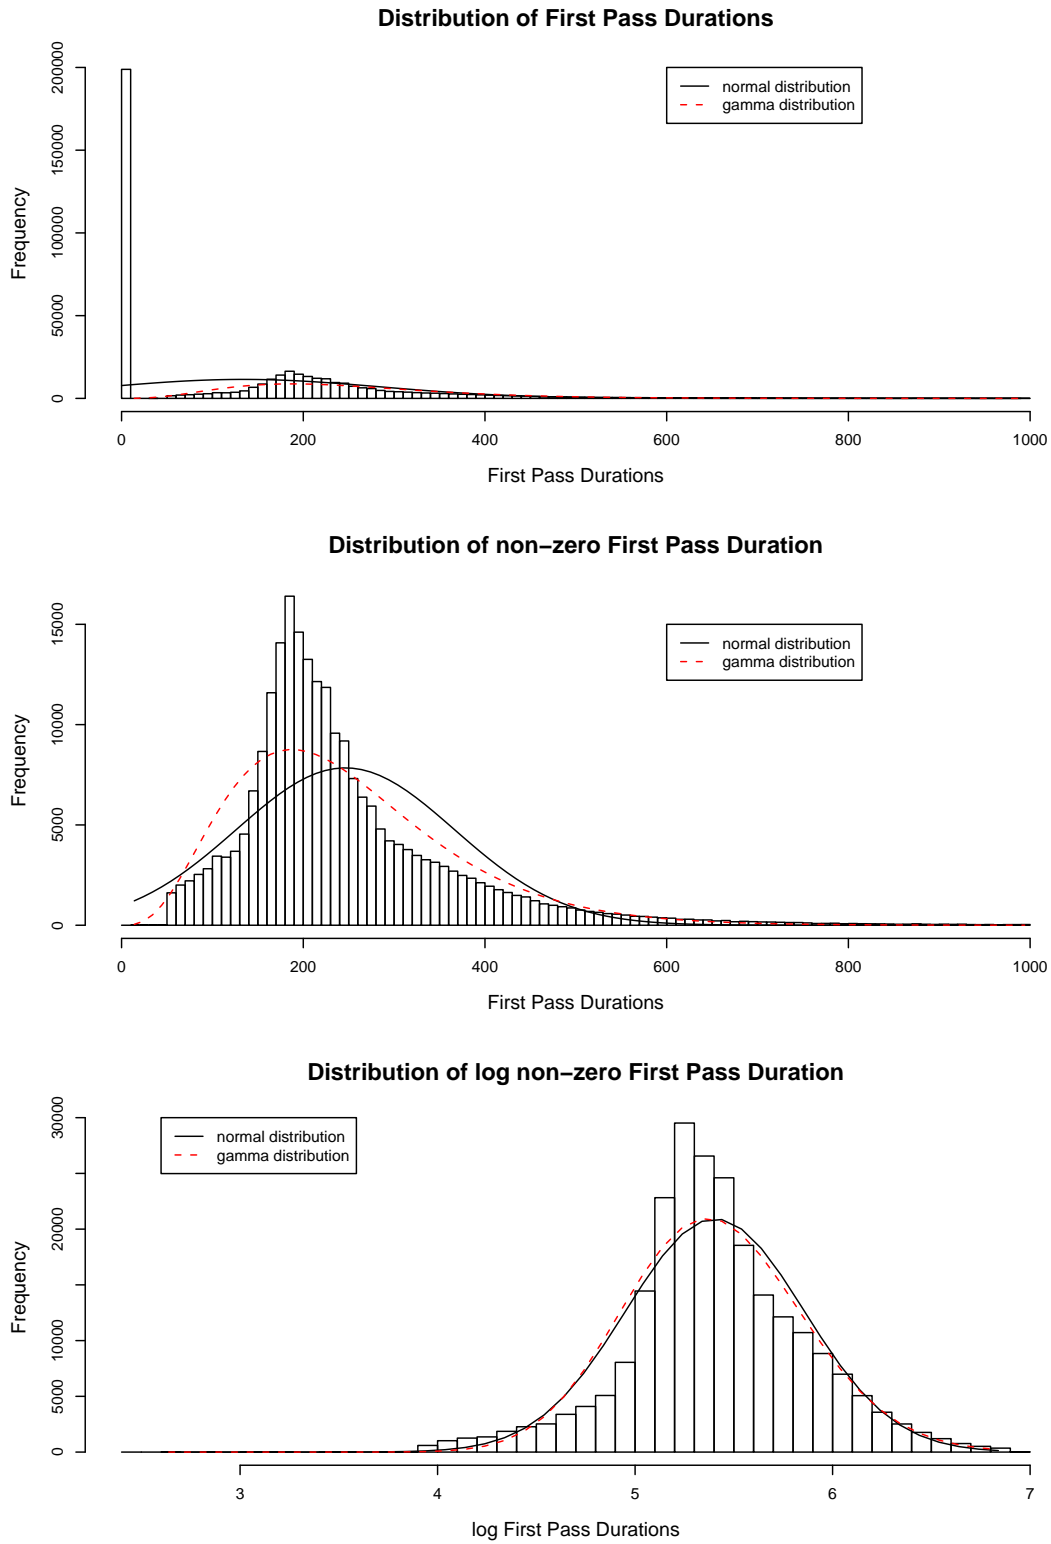 Distribution of First Pass Durations
Frequency
200000
150000
100000
50000
0
normal distribution
gamma distribution
0 200 400 600 800 1000
First Pass Durations
Distribution of non−zero First Pass Duration
Frequency
15000
10000
5000
0
normal distribution
gamma distribution
0 200 400 600 800 1000
First Pass Durations
Distribution of log non−zero First Pass Duration
Frequency
30000
20000
10000
5000
0
normal distribution
gamma distribution
3 4 5 6 7
log First Pass Durations